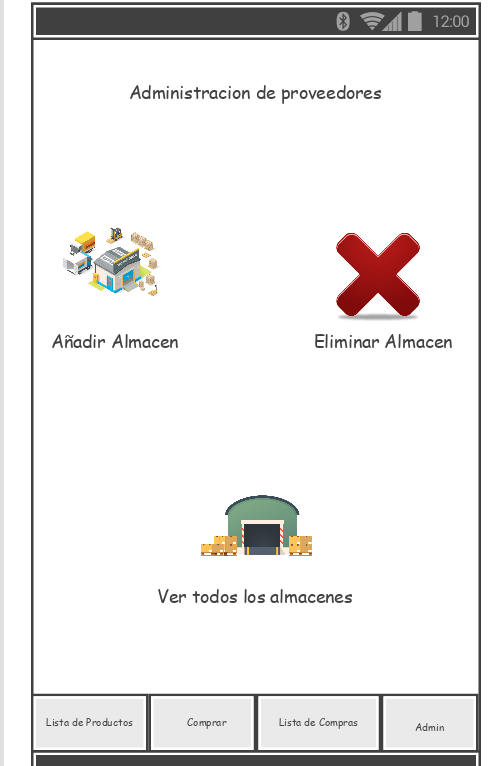 12:00
Administracion de proveedores
Añadir Almacen
Eliminar Almacen
Ver todos los almacenes
Lista de Productos
Comprar
Lista de Compras
Admin